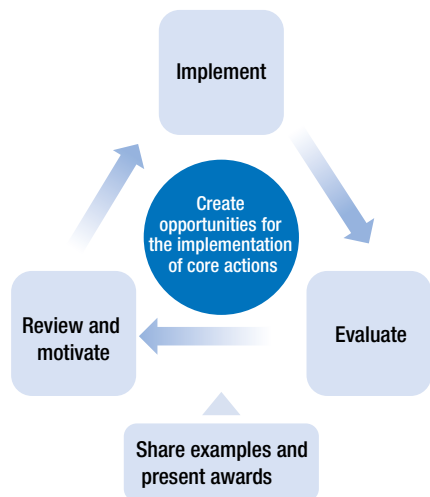 Implement
Create
opportunities for
the implementation
of core actions
Review and
motivate
Evaluate
Share examples and
present awards